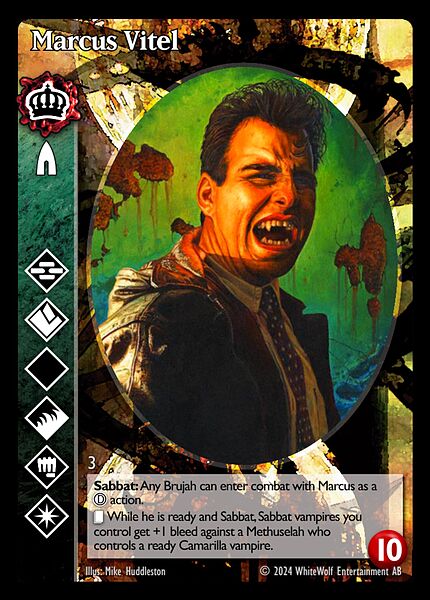 Marcus Vitel
3
Sabbat: Any Brujah can enter combat with Marcus as a
Ⓓ action.
While he is ready and Sabbat, Sabbat vampires you
control get +1 bleed against a Methuselah who
controls a ready Camarilla vampire.
10
Illus: Mike Huddleston
© 2024 WhiteWolf Entertainment AB